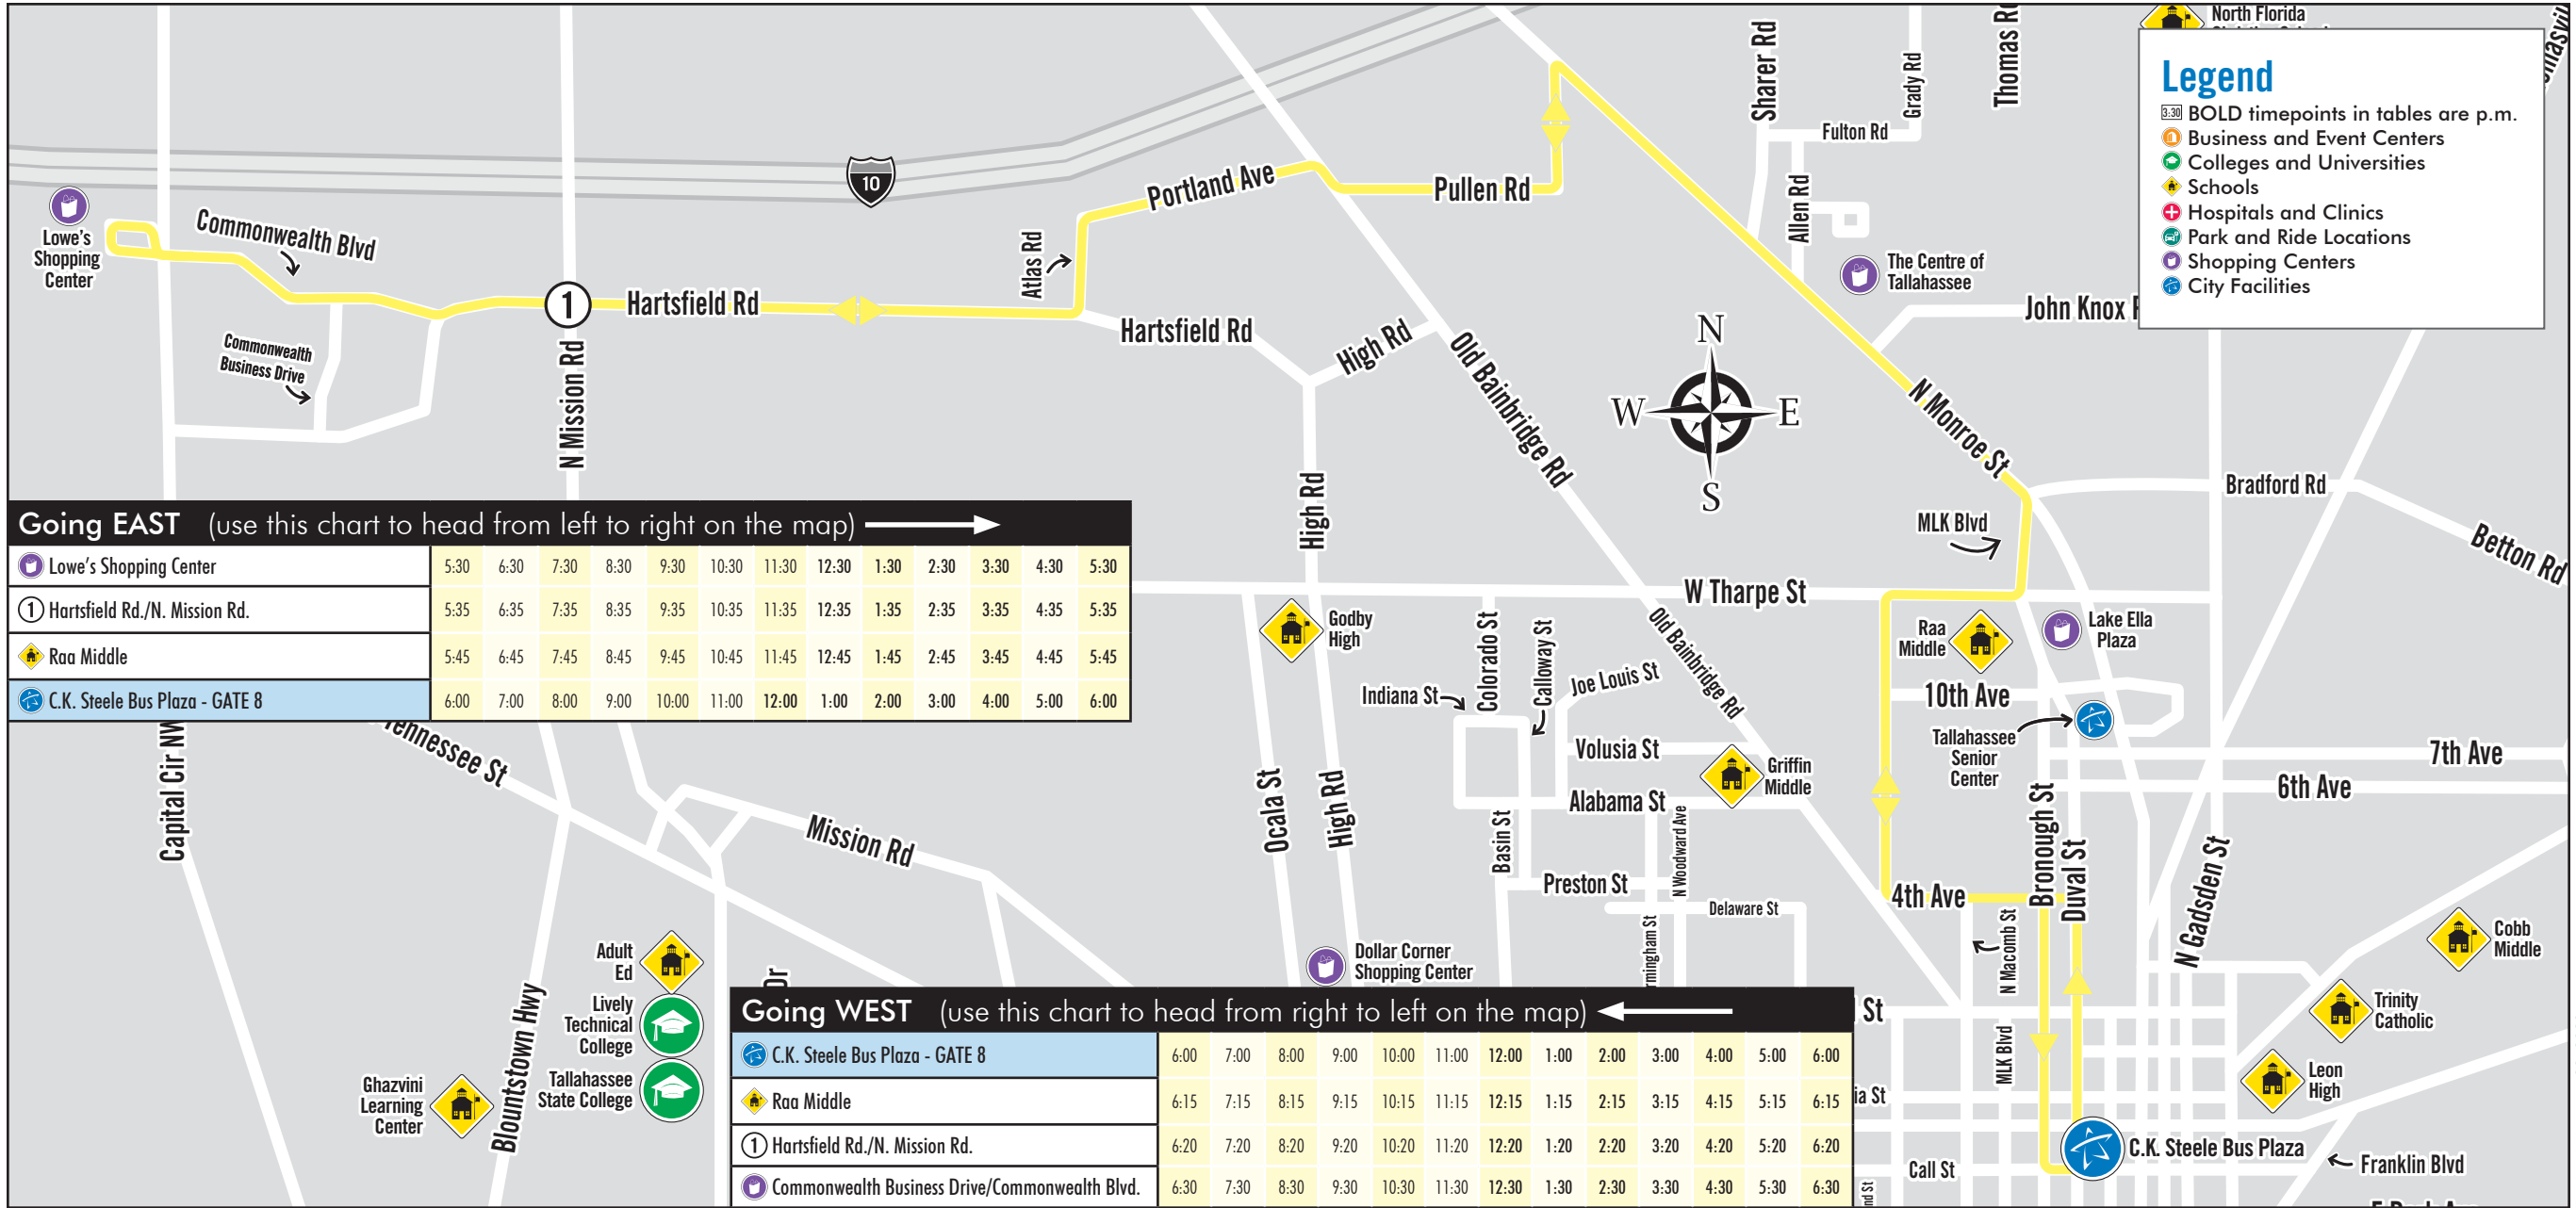 North Florida
Legend
3:30 BOLD timepoints in tables are p.m.
Business and Event Centers
Colleges and Universities
Schools
Hospitals and Clinics
Park and Ride Locations
Shopping Centers
City Facilities
Sharer Rd
Grady Rd
Thomas Rd
Fulton Rd
Allen Rd
10
Portland Ave
Pullen Rd
Lowe's
Shopping
Center
Commonwealth Blvd
Atlas Rd
The Centre of
Tallahassee
John Knox
1
Hartsfield Rd
Hartsfield Rd
High Rd
Commonwealth
Business Drive
N Mission Rd
Old Bainbridge Rd
N
W
E
S
N Monroe St
Bradford Rd
MLK Blvd
Betton Rd
High Rd
Going EAST (use this chart to head from left to right on the map)
Lowe's Shopping Center 5:30 6:30 7:30 8:30 9:30 10:30 11:30 12:30 1:30 2:30 3:30 4:30 5:30
1 Hartsfield Rd./N. Mission Rd. 5:35 6:35 7:35 8:35 9:35 10:35 11:35 12:35 1:35 2:35 3:35 4:35 5:35
Raa Middle 5:45 6:45 7:45 8:45 9:45 10:45 11:45 12:45 1:45 2:45 3:45 4:45 5:45
C.K. Steele Bus Plaza - GATE 8 6:00 7:00 8:00 9:00 10:00 11:00 12:00 1:00 2:00 3:00 4:00 5:00 6:00
W Tharpe St
Godby
High
Colorado St
Calloway St
Indiana St
Joe Louis St
Old Bainbridge Rd
Raa
Middle
Lake Ella
Plaza
10th Ave
Tallahassee
Senior
Center
Volusia St
Griffin
Middle
7th Ave
6th Ave
Alabama St
Capital Cir NW
Tennessee St
Mission Rd
Ocala St
High Rd
Basin St
N Woodward Ave
Preston St
Delaware St
4th Ave
Bronough St
Duval St
N Gadsden St
N Macomb St
Cobb
Middle
Adult
Ed
Lively
Technical
College
Tallahassee
State College
Ghazvini
Learning
Center
Blountstown Hwy
Dr
Dollar Corner
Shopping Center
rmingham St
Trinity
Catholic
Leon
High
MLK Blvd
St
ia St
Going WEST (use this chart to head from right to left on the map)
C.K. Steele Bus Plaza - GATE 8 6:00 7:00 8:00 9:00 10:00 11:00 12:00 1:00 2:00 3:00 4:00 5:00 6:00
Raa Middle 6:15 7:15 8:15 9:15 10:15 11:15 12:15 1:15 2:15 3:15 4:15 5:15 6:15
1 Hartsfield Rd./N. Mission Rd. 6:20 7:20 8:20 9:20 10:20 11:20 12:20 1:20 2:20 3:20 4:20 5:20 6:20
Commonwealth Business Drive/Commonwealth Blvd. 6:30 7:30 8:30 9:30 10:30 11:30 12:30 1:30 2:30 3:30 4:30 5:30 6:30
C.K. Steele Bus Plaza
Call St
Franklin Blvd
nd St